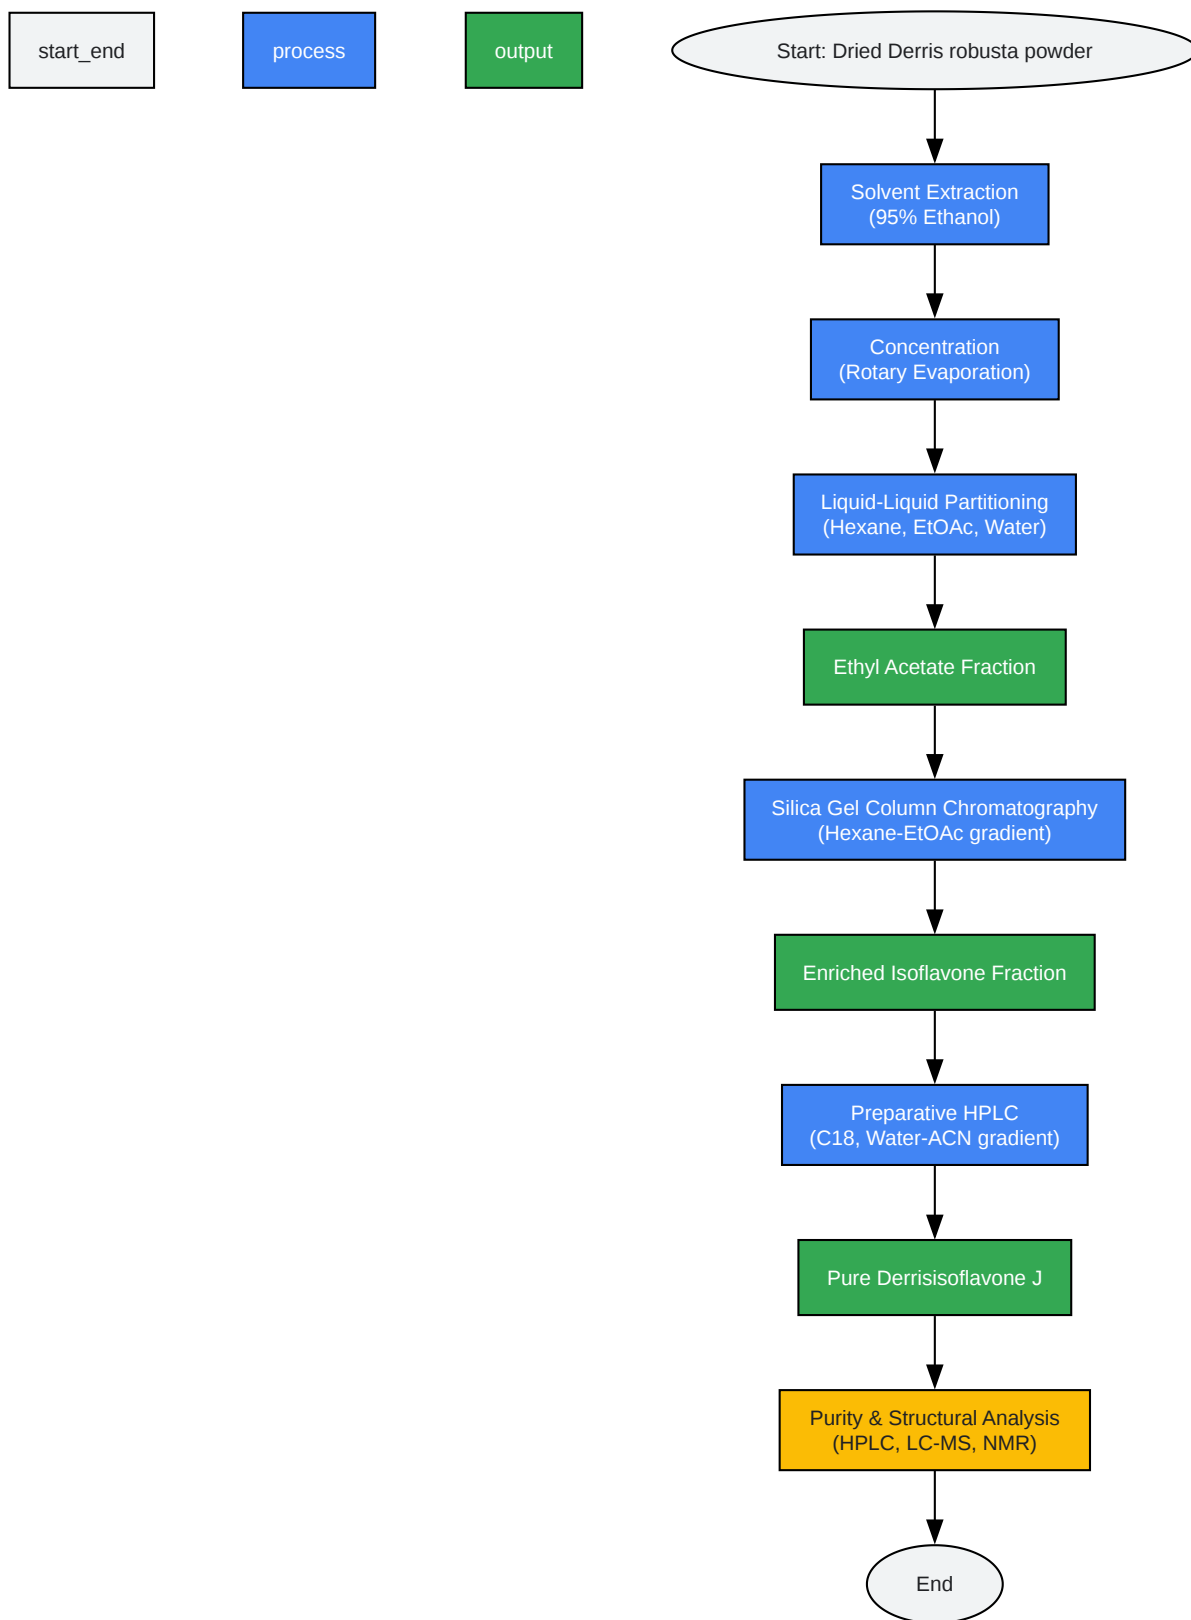 start_end
process
output
Start: Dried Derris robusta powder
Solvent Extraction
(95% Ethanol)
Concentration
(Rotary Evaporation)
Liquid-Liquid Partitioning
(Hexane, EtOAc, Water)
Ethyl Acetate Fraction
Silica Gel Column Chromatography
(Hexane-EtOAc gradient)
Enriched Isoflavone Fraction
Preparative HPLC
(C18, Water-ACN gradient)
Pure Derrisisoflavone J
Purity & Structural Analysis
(HPLC, LC-MS, NMR)
End